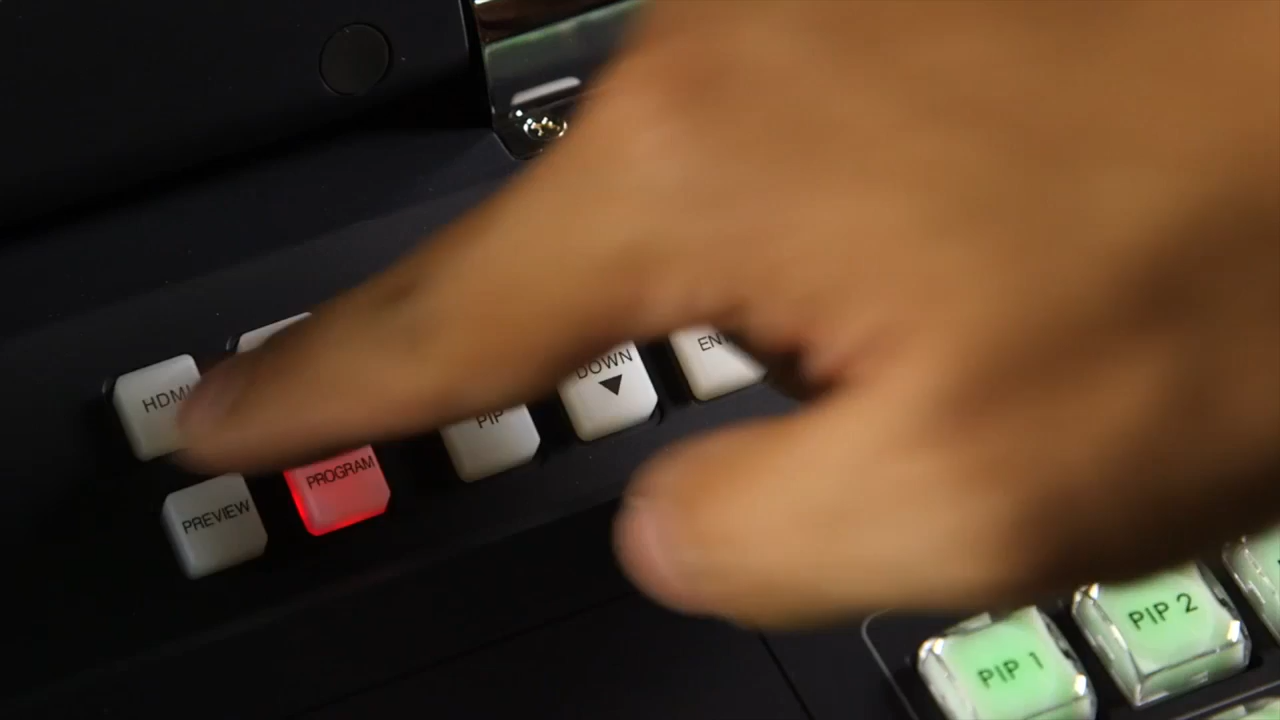 HDMI
DOWN
PREVIEW
PROGRAM
PIP
PIP 1
PIP 2